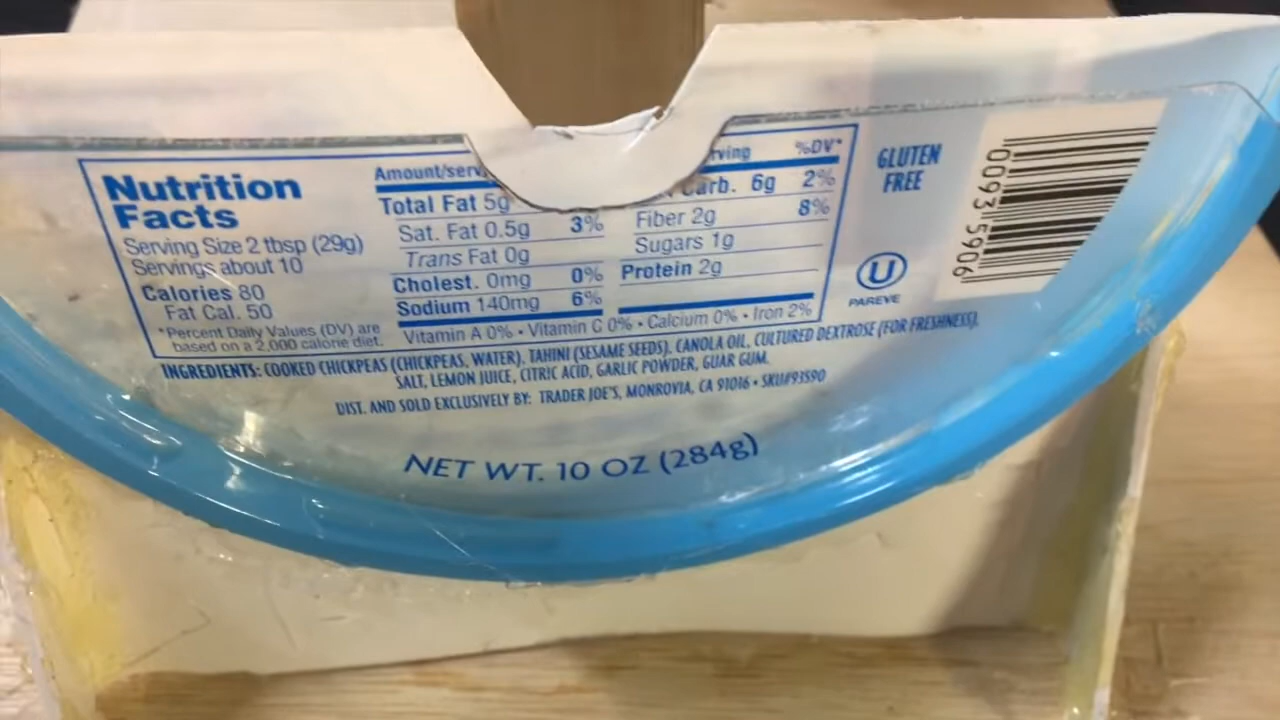 Nutrition
Facts
Serving Size 2 tbsp (29g)
Servings about 10
Calories 80
Fat Cal. 50
*Percent Daily Values (DV) are
based on a 2,000 calorie diet.
Amount/serv
Total Fat 5g
Sat. Fat 0.5g 3%
Trans Fat 0g
Cholest. 0mg 0%
Sodium 140mg 6%
%DV*
arb. 6g 2%
Fiber 2g 8%
Sugars 1g
Protein 2g
Vitamin A 0% • Vitamin C 0% • Calcium 0% • Iron 2%
GLUTEN
FREE
U
PAREVE
0093 5906
INGREDIENTS: COOKED CHICKPEAS (CHICKPEAS, WATER), TAHINI (SESAME SEEDS), CANOLA OIL, CULTURED DEXTROSE (FOR FRESHNESS),
SALT, LEMON JUICE, CITRIC ACID, GARLIC POWDER, GUAR GUM.
DIST. AND SOLD EXCLUSIVELY BY: TRADER JOE'S, MONROVIA, CA 91016 • SKU#93590
NET WT. 10 OZ (284g)